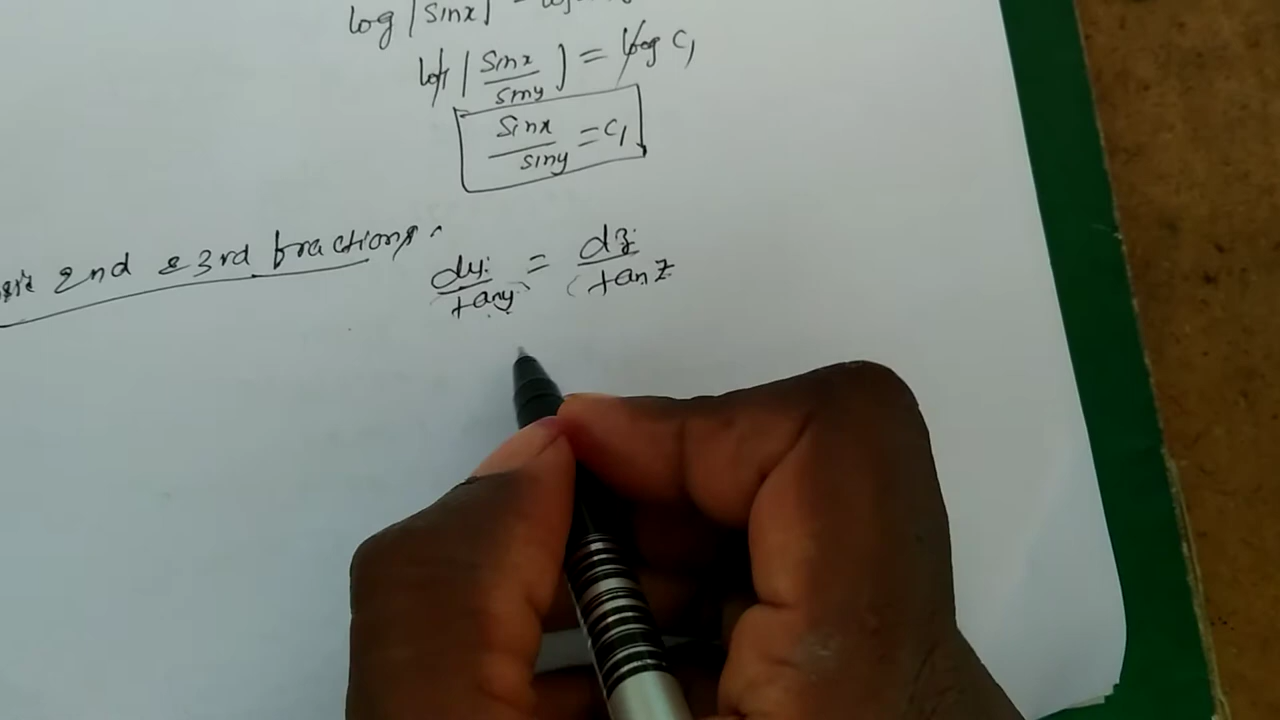 log |sinx|
log |sinx/siny| = log C1
sinx/siny = C1
2nd & 3rd fractions.
dy/tany = dz/tanz